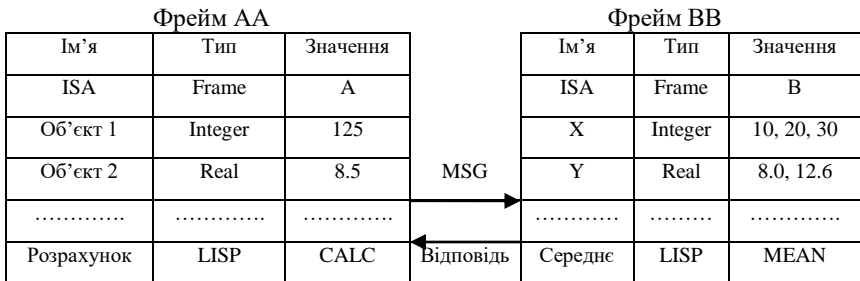 Фрейм АА Фрейм ВВ
Ім’я Тип Значення Ім’я Тип Значення
ISA Frame A ISA Frame B
Об’єкт 1 Integer 125 X Integer 10, 20, 30
Об’єкт 2 Real 8.5 MSG Y Real 8.0, 12.6
…………. …………. …………. ………… ……… ………….
Розрахунок LISP CALC Відповідь Середнє LISP MEAN